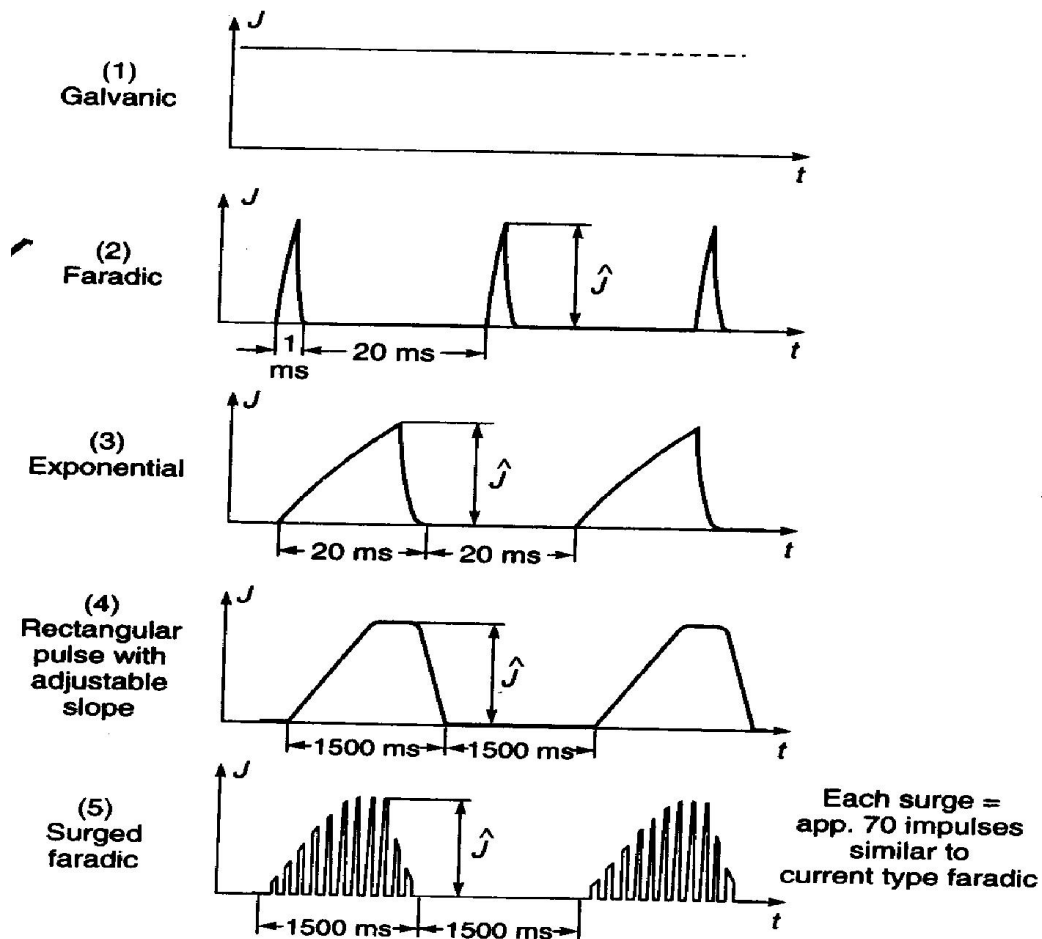 J
(1)
Galvanic
t
J
(2)
Faradic
Ĵ
t
1
ms
20 ms
J
(3)
Exponential
Ĵ
t
20 ms
20 ms
(4)
Rectangular
pulse with
adjustable
slope
J
Ĵ
t
1500 ms
1500 ms
J
(5)
Surged
faradic
Ĵ
Each surge =
app. 70 impulses
similar to
current type faradic
t
1500 ms
1500 ms